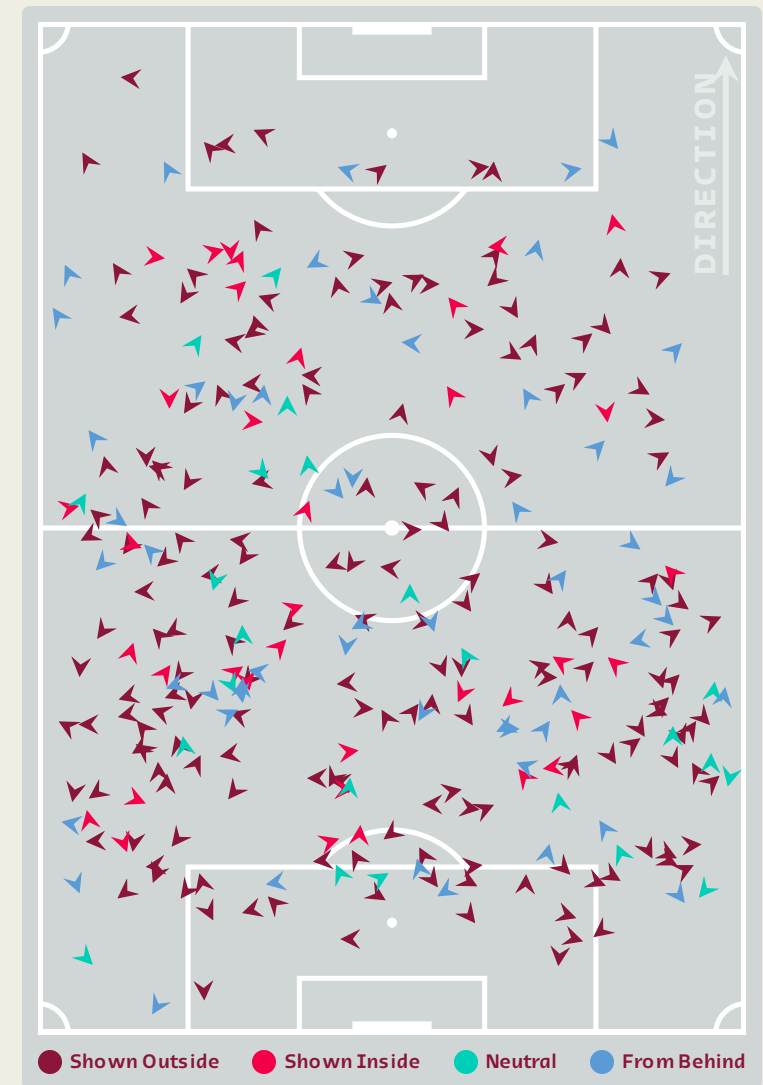 DIRECTION
Shown Outside
Shown Inside
Neutral
From Behind